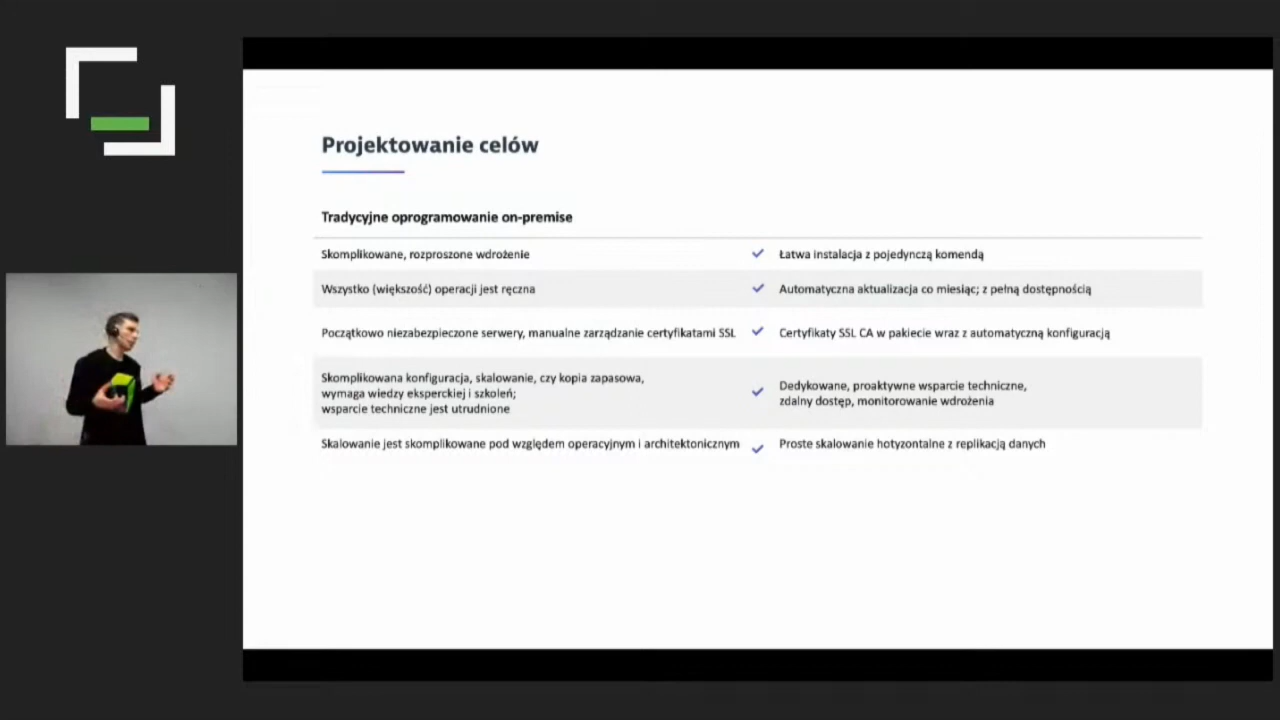 Projektowanie celów
Tradycyjne oprogramowanie on-premise
Skomplikowane, rozproszone wdrożenie
Łatwa instalacja z pojedynczą komendą
Wszystko (większość) operacji jest ręczna
Automatyczna aktualizacja co miesiąc; z pełną dostępnością
Początkowo niezabezpieczone serwery, manualne zarządzanie certyfikatami SSL
Certyfikaty SSL CA w pakiecie wraz z automatyczną konfiguracją
Skomplikowana konfiguracja, skalowanie, czy kopia zapasowa,
wymaga wiedzy eksperckiej i szkoleń;
wsparcie techniczne jest utrudnione
Dedykowane, proaktywne wsparcie techniczne,
zdalny dostęp, monitorowanie wdrożenia
Skalowanie jest skomplikowane pod względem operacyjnym i architektonicznym
Proste skalowanie hotyzontalne z replikacją danych